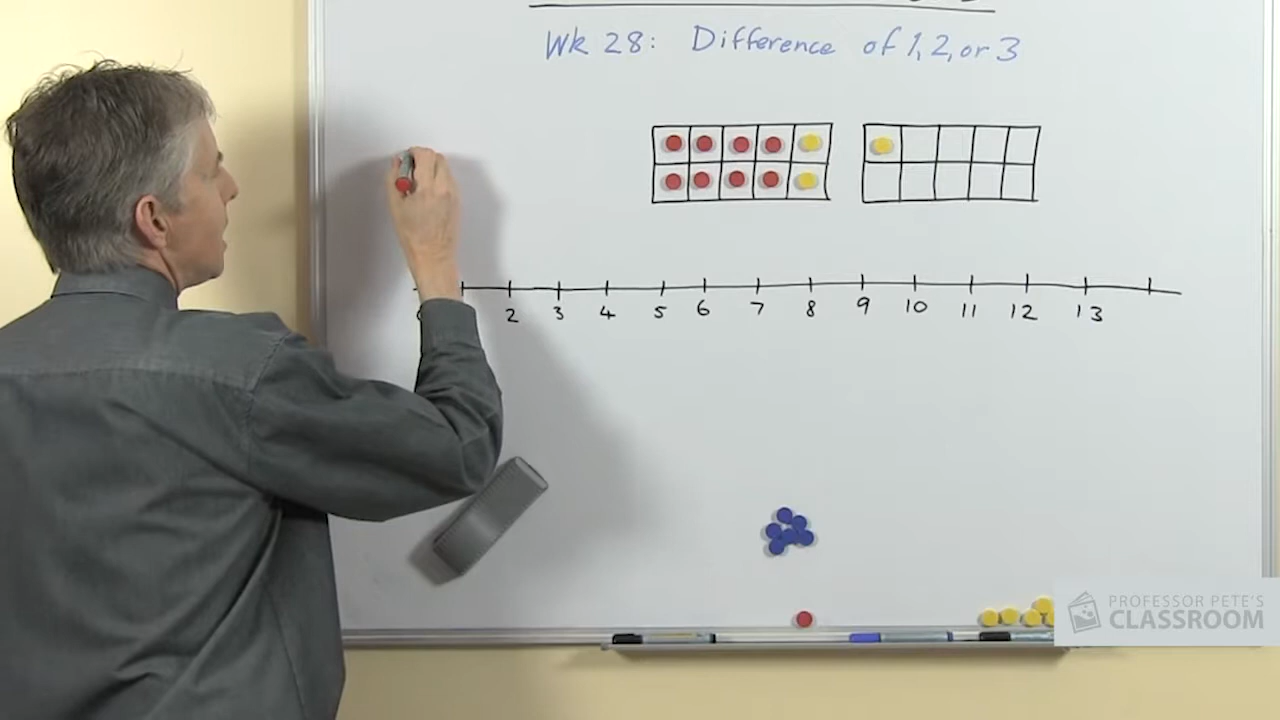 Wk 28: Difference of 1, 2, or 3
2 3 4 5 6 7 8 9 10 11 12 13
PROFESSOR PETE'S
CLASSROOM